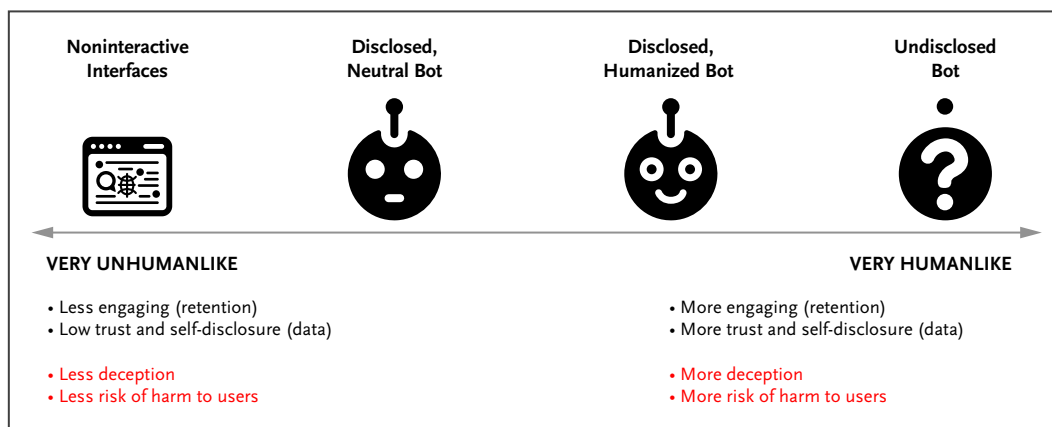 Noninteractive
Interfaces
Disclosed,
Neutral Bot
Disclosed,
Humanized Bot
Undisclosed
Bot
?
VERY UNHUMANLIKE
VERY HUMANLIKE
• Less engaging (retention)
• Low trust and self-disclosure (data)
• Less deception
• Less risk of harm to users
• More engaging (retention)
• More trust and self-disclosure (data)
• More deception
• More risk of harm to users